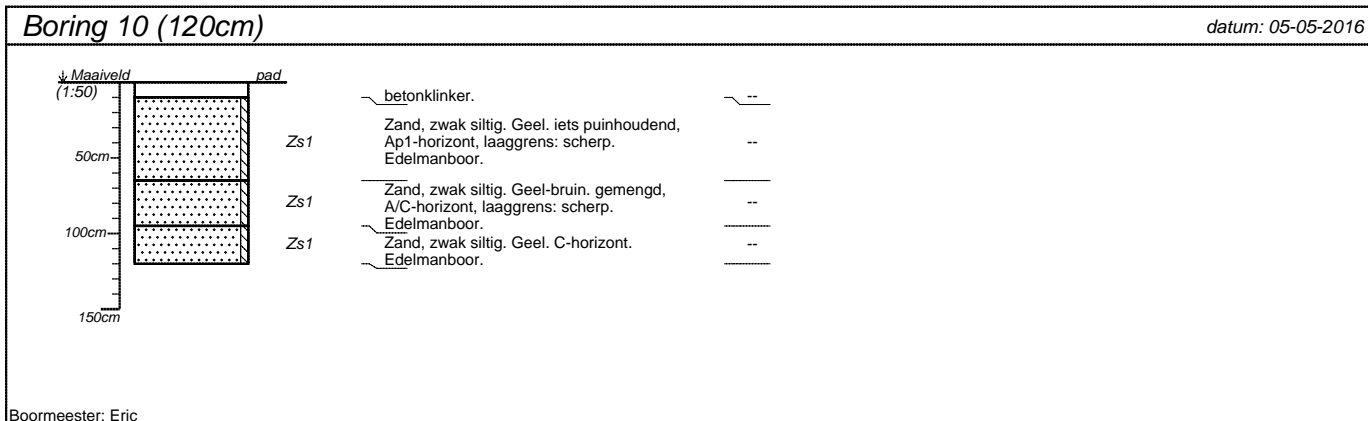 Boring 10 (120cm)
datum: 05-05-2016
Maaiveld
pad
(1:50)
betonklinker.
--
Zand, zwak siltig. Geel. iets puinhoudend,
Zs1
Ap1-horizont, laaggrens: scherp.
--
50cm
Edelmanboor.
Zand, zwak siltig. Geel-bruin. gemengd,
Zs1
A/C-horizont, laaggrens: scherp.
--
Edelmanboor.
100cm
Zs1
Zand, zwak siltig. Geel. C-horizont.
--
Edelmanboor.
150cm
Boormeester: Eric